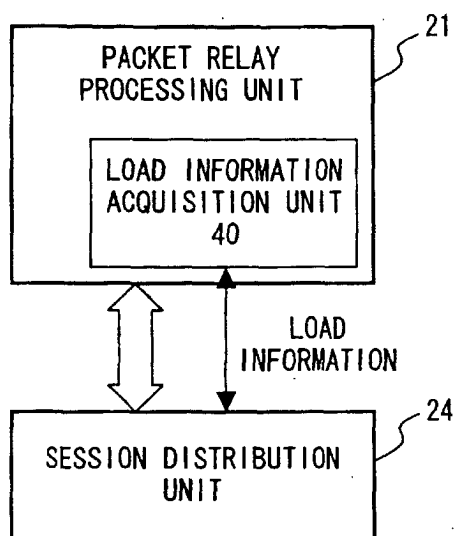 21
PACKET RELAY
PROCESSING UNIT
LOAD INFORMATION
ACQUISITION UNIT
40
LOAD
INFORMATION
24
SESSION DISTRIBUTION
UNIT